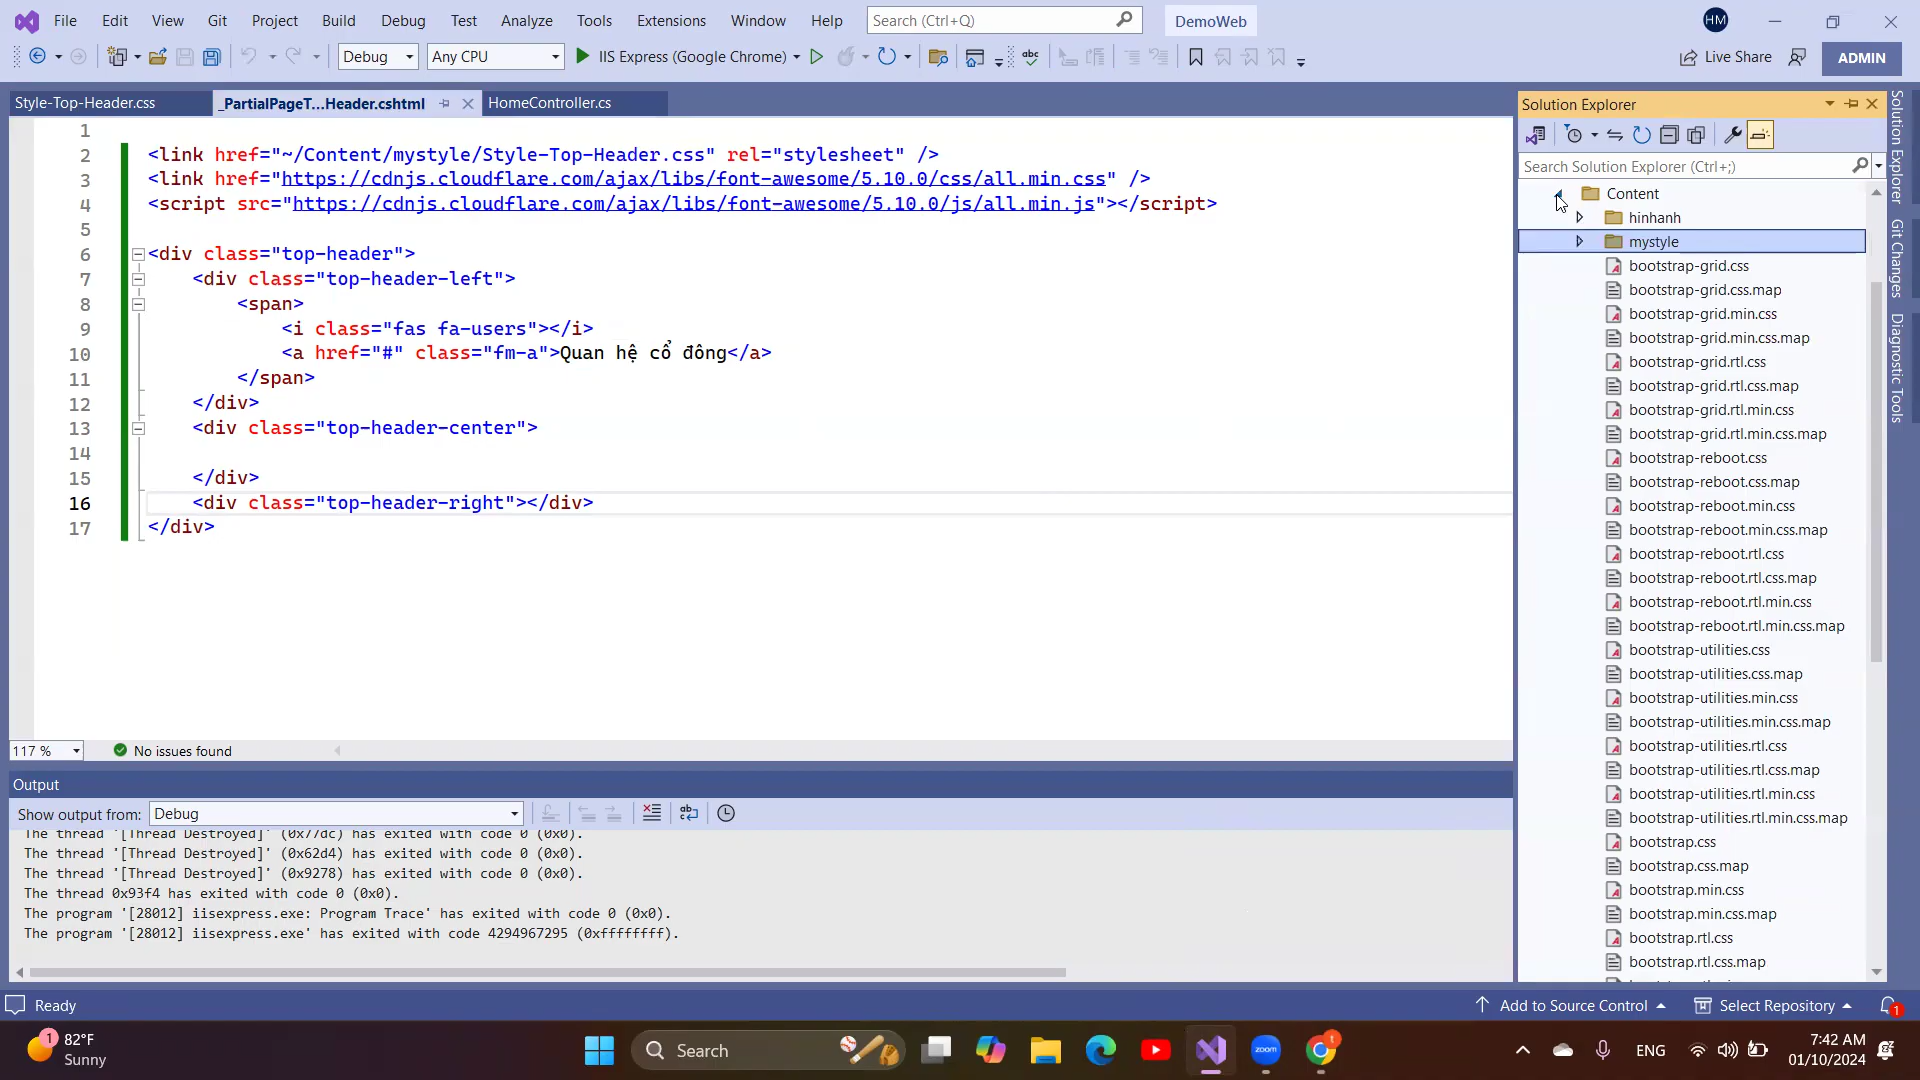 File Edit View Git Project Build Debug Test Analyze Tools Extensions Window Help Search (Ctrl+Q) DemoWeb HM
Debug Any CPU IIS Express (Google Chrome) Live Share ADMIN
Style-Top-Header.css _PartialPageT...Header.cshtml HomeController.cs
1
2 <link href="~/Content/mystyle/Style-Top-Header.css" rel="stylesheet" />
3 <link href="https://cdnjs.cloudflare.com/ajax/libs/font-awesome/5.10.0/css/all.min.css" />
4 <script src="https://cdnjs.cloudflare.com/ajax/libs/font-awesome/5.10.0/js/all.min.js"></script>
5
6 <div class="top-header">
7 <div class="top-header-left">
8 <span>
9 <i class="fas fa-users"></i>
10 <a href="#" class="fm-a">Quan hệ cổ đông</a>
11 </span>
12 </div>
13 <div class="top-header-center">
14
15 </div>
16 <div class="top-header-right"></div>
17 </div>
117 % No issues found
Output
Show output from: Debug
The thread '[Thread Destroyed]' (0x77dc) has exited with code 0 (0x0).
The thread '[Thread Destroyed]' (0x62d4) has exited with code 0 (0x0).
The thread '[Thread Destroyed]' (0x9278) has exited with code 0 (0x0).
The thread 0x93f4 has exited with code 0 (0x0).
The program '[28012] iisexpress.exe: Program Trace' has exited with code 0 (0x0).
The program '[28012] iisexpress.exe' has exited with code 4294967295 (0xffffffff).
Solution Explorer
Search Solution Explorer (Ctrl+;)
Content
hinhanh
mystyle
bootstrap-grid.css
bootstrap-grid.css.map
bootstrap-grid.min.css
bootstrap-grid.min.css.map
bootstrap-grid.rtl.css
bootstrap-grid.rtl.css.map
bootstrap-grid.rtl.min.css
bootstrap-grid.rtl.min.css.map
bootstrap-reboot.css
bootstrap-reboot.css.map
bootstrap-reboot.min.css
bootstrap-reboot.min.css.map
bootstrap-reboot.rtl.css
bootstrap-reboot.rtl.css.map
bootstrap-reboot.rtl.min.css
bootstrap-reboot.rtl.min.css.map
bootstrap-utilities.css
bootstrap-utilities.css.map
bootstrap-utilities.min.css
bootstrap-utilities.min.css.map
bootstrap-utilities.rtl.css
bootstrap-utilities.rtl.css.map
bootstrap-utilities.rtl.min.css
bootstrap-utilities.rtl.min.css.map
bootstrap.css
bootstrap.css.map
bootstrap.min.css
bootstrap.min.css.map
bootstrap.rtl.css
bootstrap.rtl.css.map
Solution Explorer
Git Changes
Diagnostic Tools
Ready Add to Source Control Select Repository 1
1 82°F
Sunny
Search
zoom
ENG
7:42 AM
01/10/2024